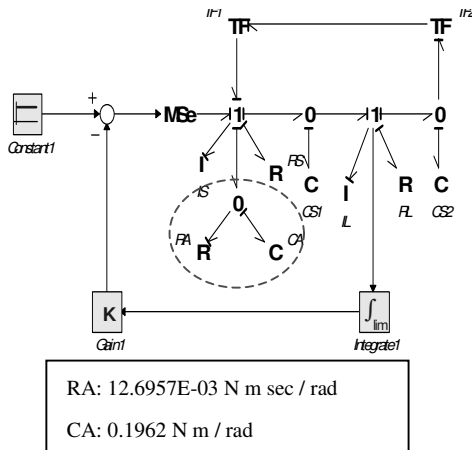 TF1 TF2
TF TF
+
MSe 1 0 1 0
−
Constant1
I R RS C I R C
IS CS1 IL RL CS2
0
RA CA
R C
K ∫lim
Gain1 Integrate1
RA: 12.6957E-03 N m sec / rad
CA: 0.1962 N m / rad